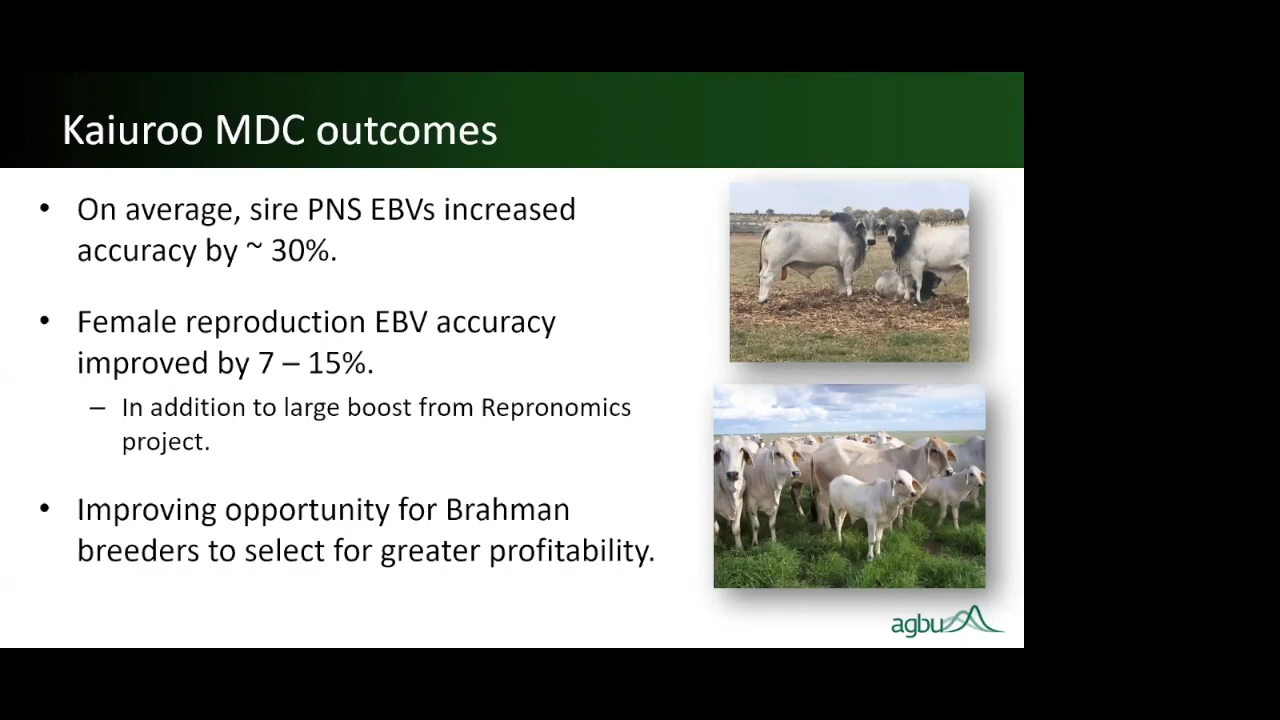 Kaiuroo MDC outcomes
• On average, sire PNS EBVs increased
accuracy by ~ 30%.
• Female reproduction EBV accuracy
improved by 7 – 15%.
– In addition to large boost from Repronomics
project.
• Improving opportunity for Brahman
breeders to select for greater profitability.
agbu